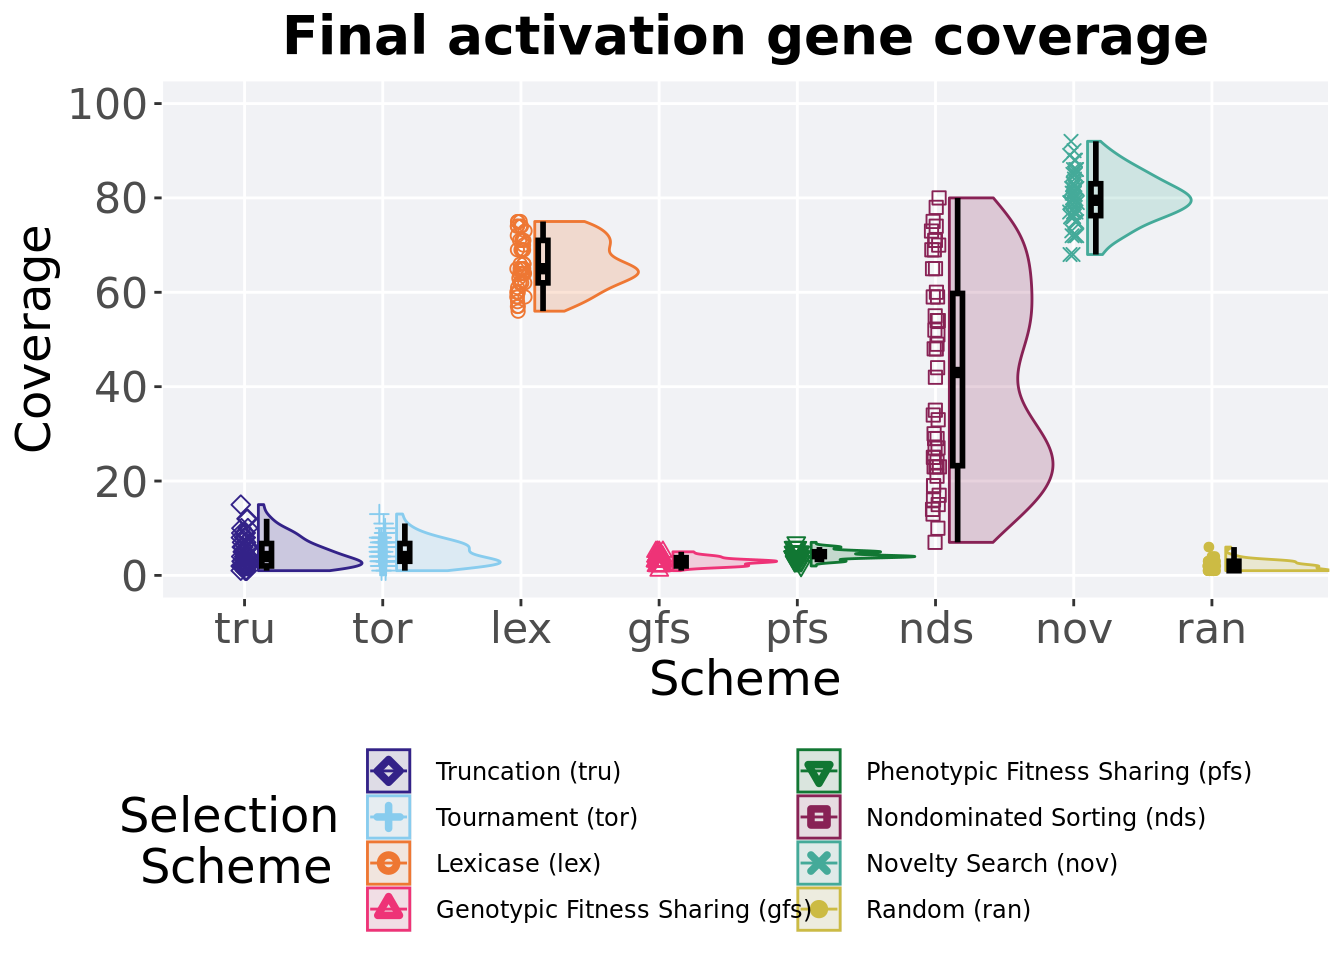 Final activation gene coverage
100
80
60
40
20
0
Coverage
tru tor lex gfs pfs nds nov ran
Scheme
Selection
Scheme
Truncation (tru)
Tournament (tor)
Lexicase (lex)
Genotypic Fitness Sharing (gfs)
Phenotypic Fitness Sharing (pfs)
Nondominated Sorting (nds)
Novelty Search (nov)
Random (ran)